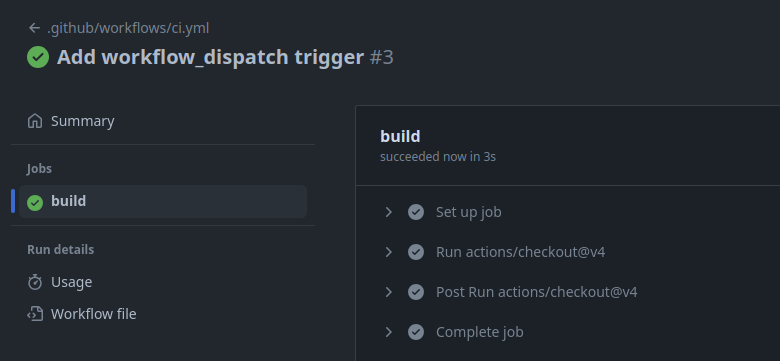 .github/workflows/ci.yml
Add workflow_dispatch trigger #3
Summary
Jobs
build
Run details
Usage
Workflow file
build
succeeded now in 3s
Set up job
Run actions/checkout@v4
Post Run actions/checkout@v4
Complete job